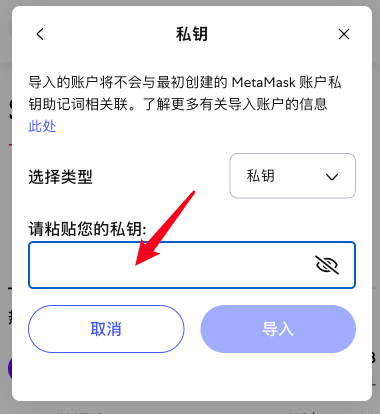 私钥
导入的账户将不会与最初创建的 MetaMask 账户私
钥助记词相关联。了解更多有关导入账户的信息
此处
选择类型
私钥
请粘贴您的私钥:
取消
导入